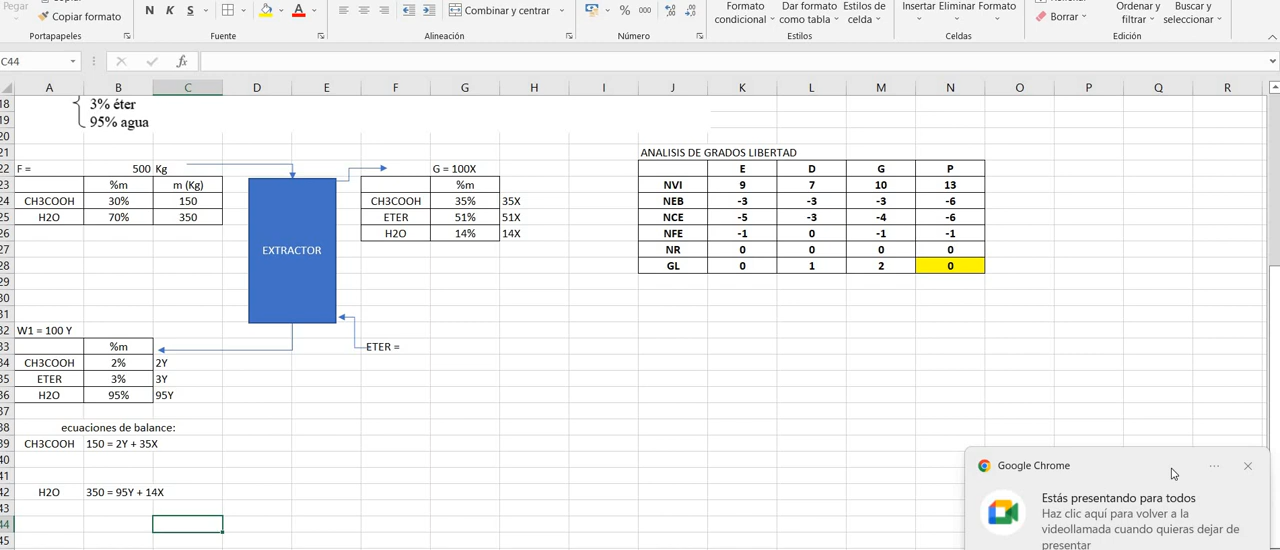 Pegar
Copiar formato
N K S A
Combinar y centrar
% 000
Formato condicional
Dar formato como tabla
Estilos de celda
Insertar Eliminar Formato
Borrar
Ordenar y filtrar
Buscar y seleccionar
Portapapeles Fuente Alineación Número Estilos Celdas Edición
C44 fx
A B C D E F G H I J K L M N O P Q R
18 3% éter
19 95% agua
20
21 ANALISIS DE GRADOS LIBERTAD
22 F = 500 Kg G = 100X E D G P
23 %m m (Kg) %m NVI 9 7 10 13
24 CH3COOH 30% 150 CH3COOH 35% 35X NEB -3 -3 -3 -6
25 H2O 70% 350 ETER 51% 51X NCE -5 -3 -4 -6
26 H2O 14% 14X NFE -1 0 -1 -1
27 EXTRACTOR NR 0 0 0 0
28 GL 0 1 2 0
29
30
31
32 W1 = 100 Y
33 %m ETER =
34 CH3COOH 2% 2Y
35 ETER 3% 3Y
36 H2O 95% 95Y
37
38 ecuaciones de balance:
39 CH3COOH 150 = 2Y + 35X
40
41
42 H2O 350 = 95Y + 14X
43
44
45
Google Chrome
Estás presentando para todos
Haz clic aquí para volver a la
videollamada cuando quieras dejar de
presentar